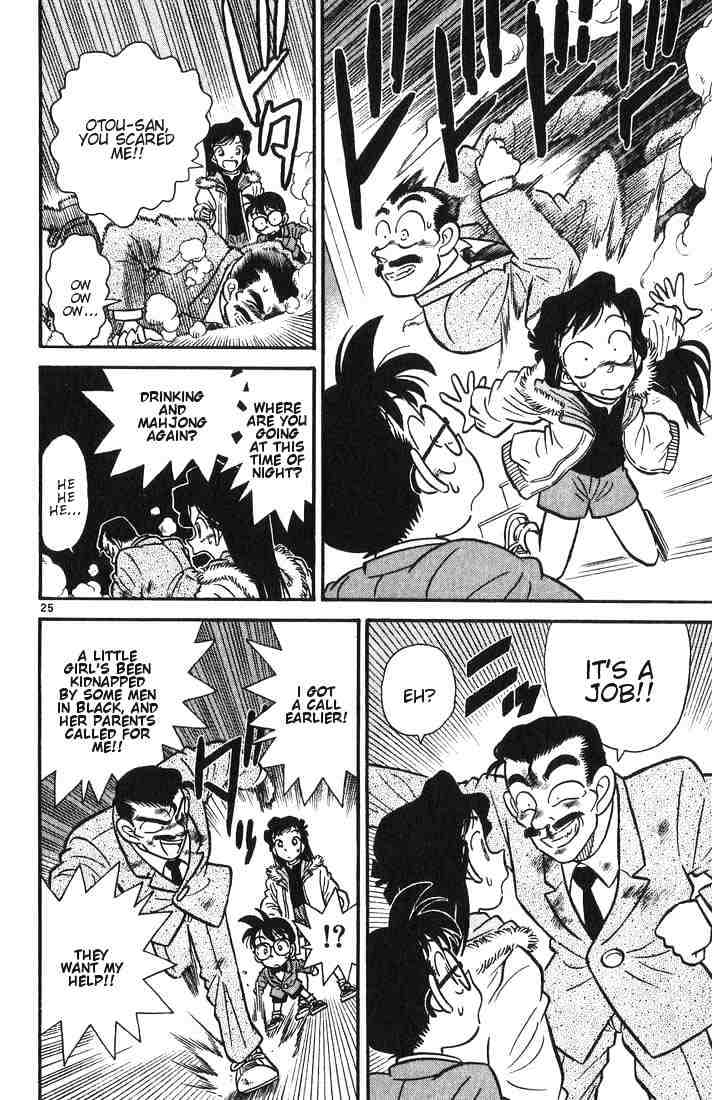 OTOU-SAN,
YOU SCARED
ME!!
OW
OW
OW...
WHERE
ARE YOU
GOING
AT THIS
TIME OF
NIGHT?
DRINKING
AND
MAHJONG
AGAIN?
HE
HE
HE...
25
IT'S A
JOB!!
EH?
I GOT
A CALL
EARLIER!
A LITTLE
GIRL'S BEEN
KIDNAPPED
BY SOME MEN
IN BLACK, AND
HER PARENTS
CALLED FOR
ME!!
ダッ
!?
THEY
WANT MY
HELP!!